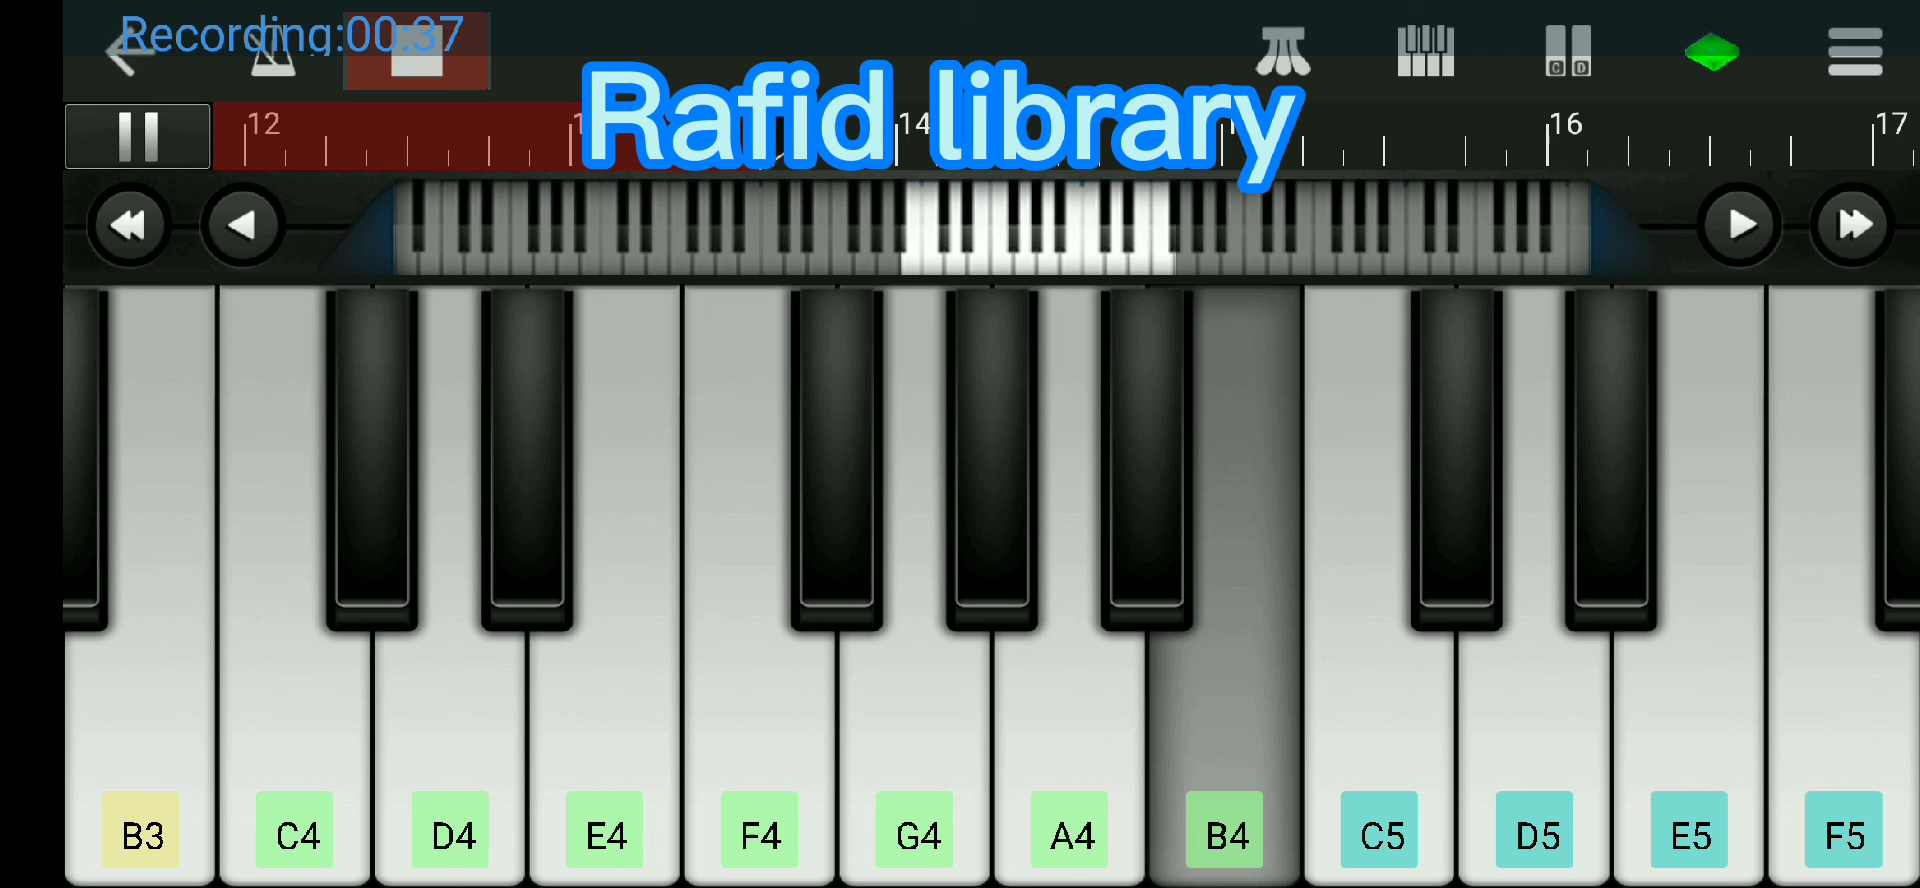 Recording:00:37
Rafid library
12
14
16
17
C D
B3 C4 D4 E4 F4 G4 A4 B4 C5 D5 E5 F5